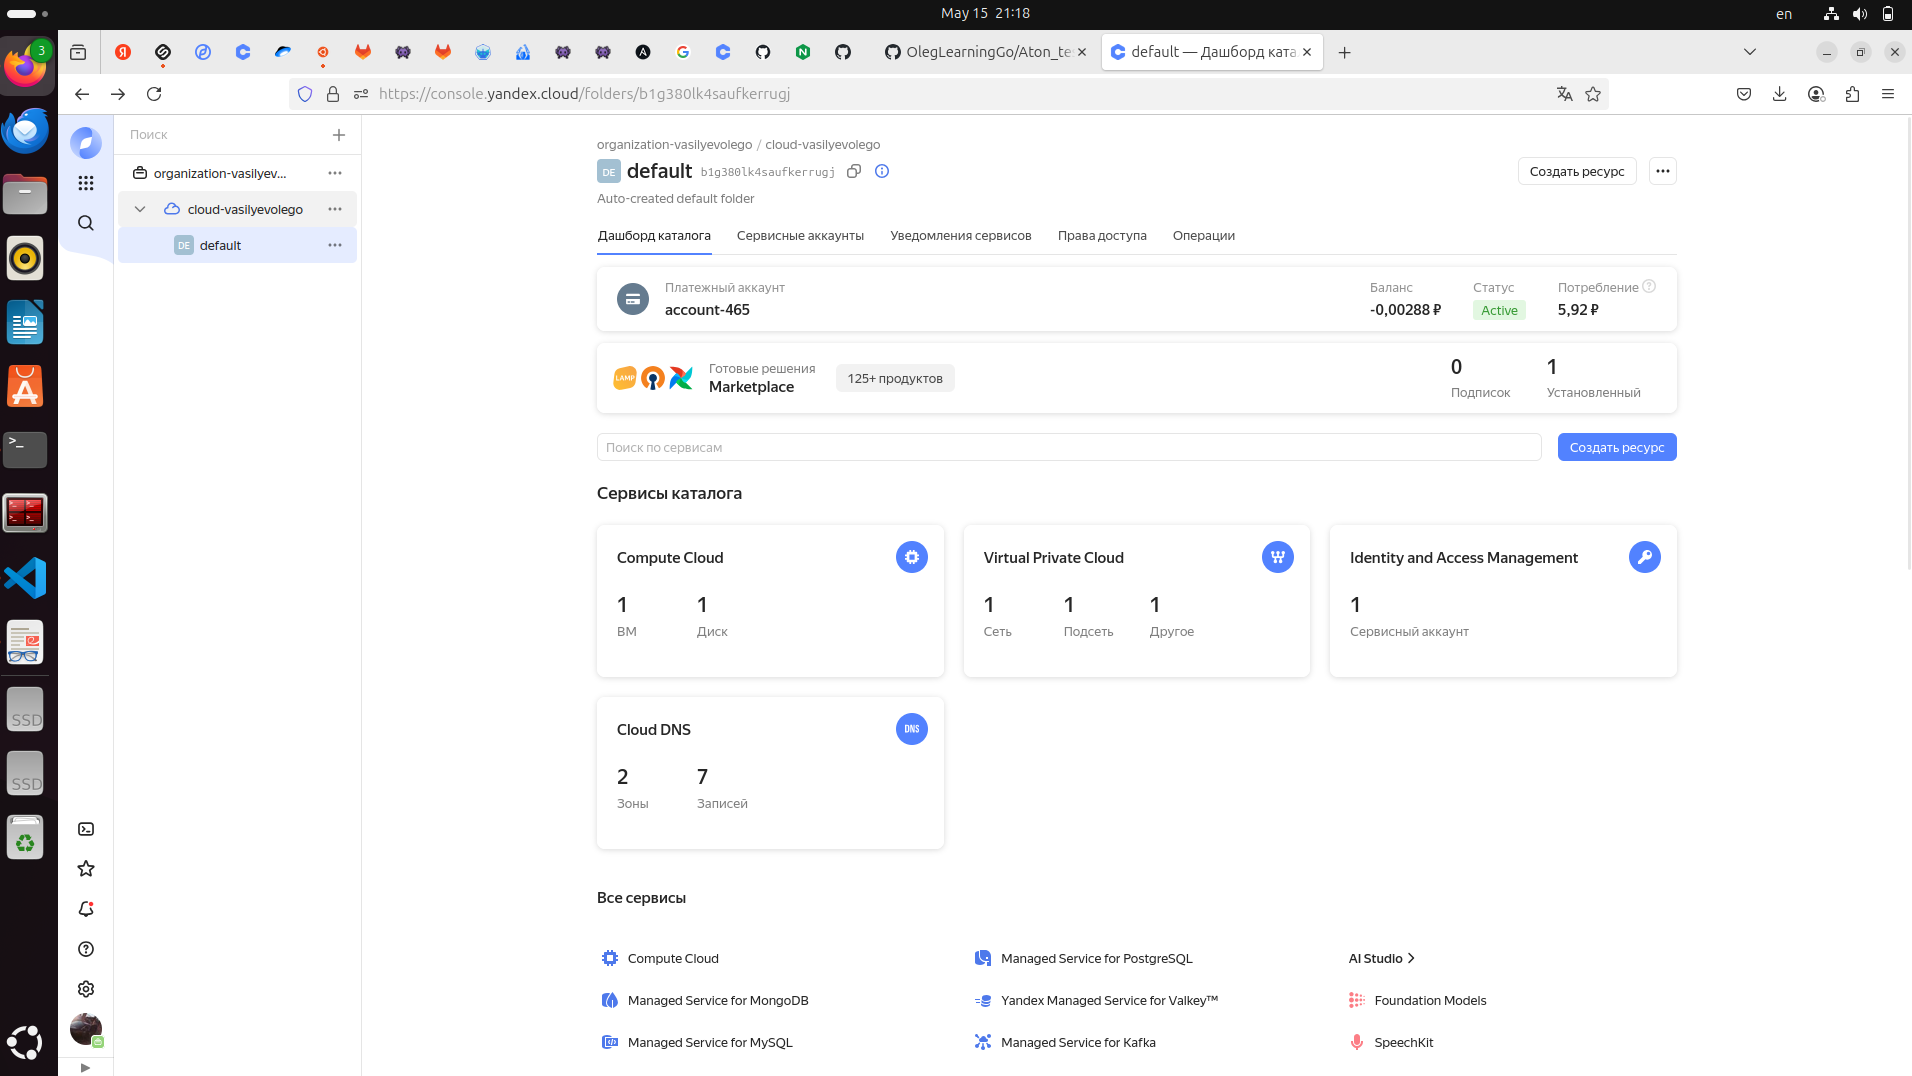 May 15 21:18
en
3
OlegLearningGo/Aton_te
default — Дашборд ката
https://console.yandex.cloud/folders/b1g380lk4saufkerrugj
Поиск
organization-vasilyev...
cloud-vasilyevolego
DE default
organization-vasilyevolego / cloud-vasilyevolego
DE default b1g380lk4saufkerrugj
Создать ресурс
Auto-created default folder
Дашборд каталога Сервисные аккаунты Уведомления сервисов Права доступа Операции
Платежный аккаунт Баланс Статус Потребление
account-465 -0,00288 ₽ Active 5,92 ₽
LAMP
Готовые решения
Marketplace
125+ продуктов
0 1
Подписок Установленный
Поиск по сервисам
Создать ресурс
Сервисы каталога
Compute Cloud
1 1
ВМ Диск
Virtual Private Cloud
1 1 1
Сеть Подсеть Другое
Identity and Access Management
1
Сервисный аккаунт
Cloud DNS
DNS
2 7
Зоны Записей
Все сервисы
Compute Cloud Managed Service for PostgreSQL AI Studio
Managed Service for MongoDB Yandex Managed Service for Valkey™ Foundation Models
Managed Service for MySQL Managed Service for Kafka SpeechKit
SSD
SSD